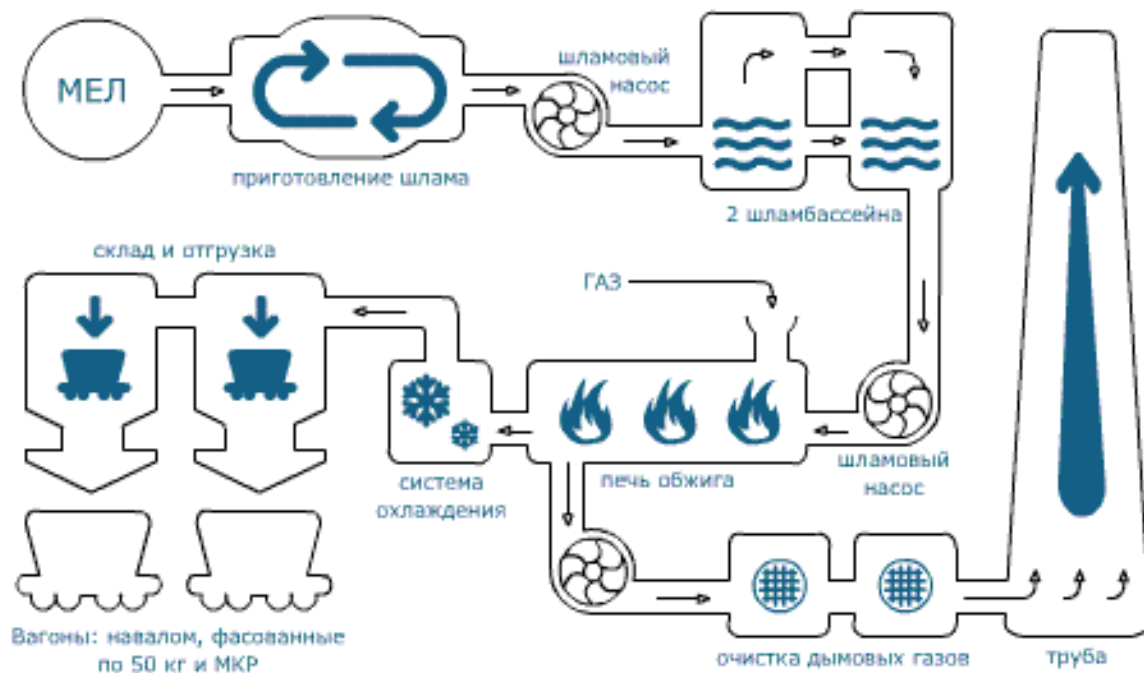 МЕЛ
приготовление шлама
шламовый
насос
2 шламбассейна
склад и отгрузка
ГАЗ
система
охлаждения
печь обжига
шламовый
насос
Вагоны: навалом, фасованные
по 50 кг и МКР
очистка дымовых газов
труба